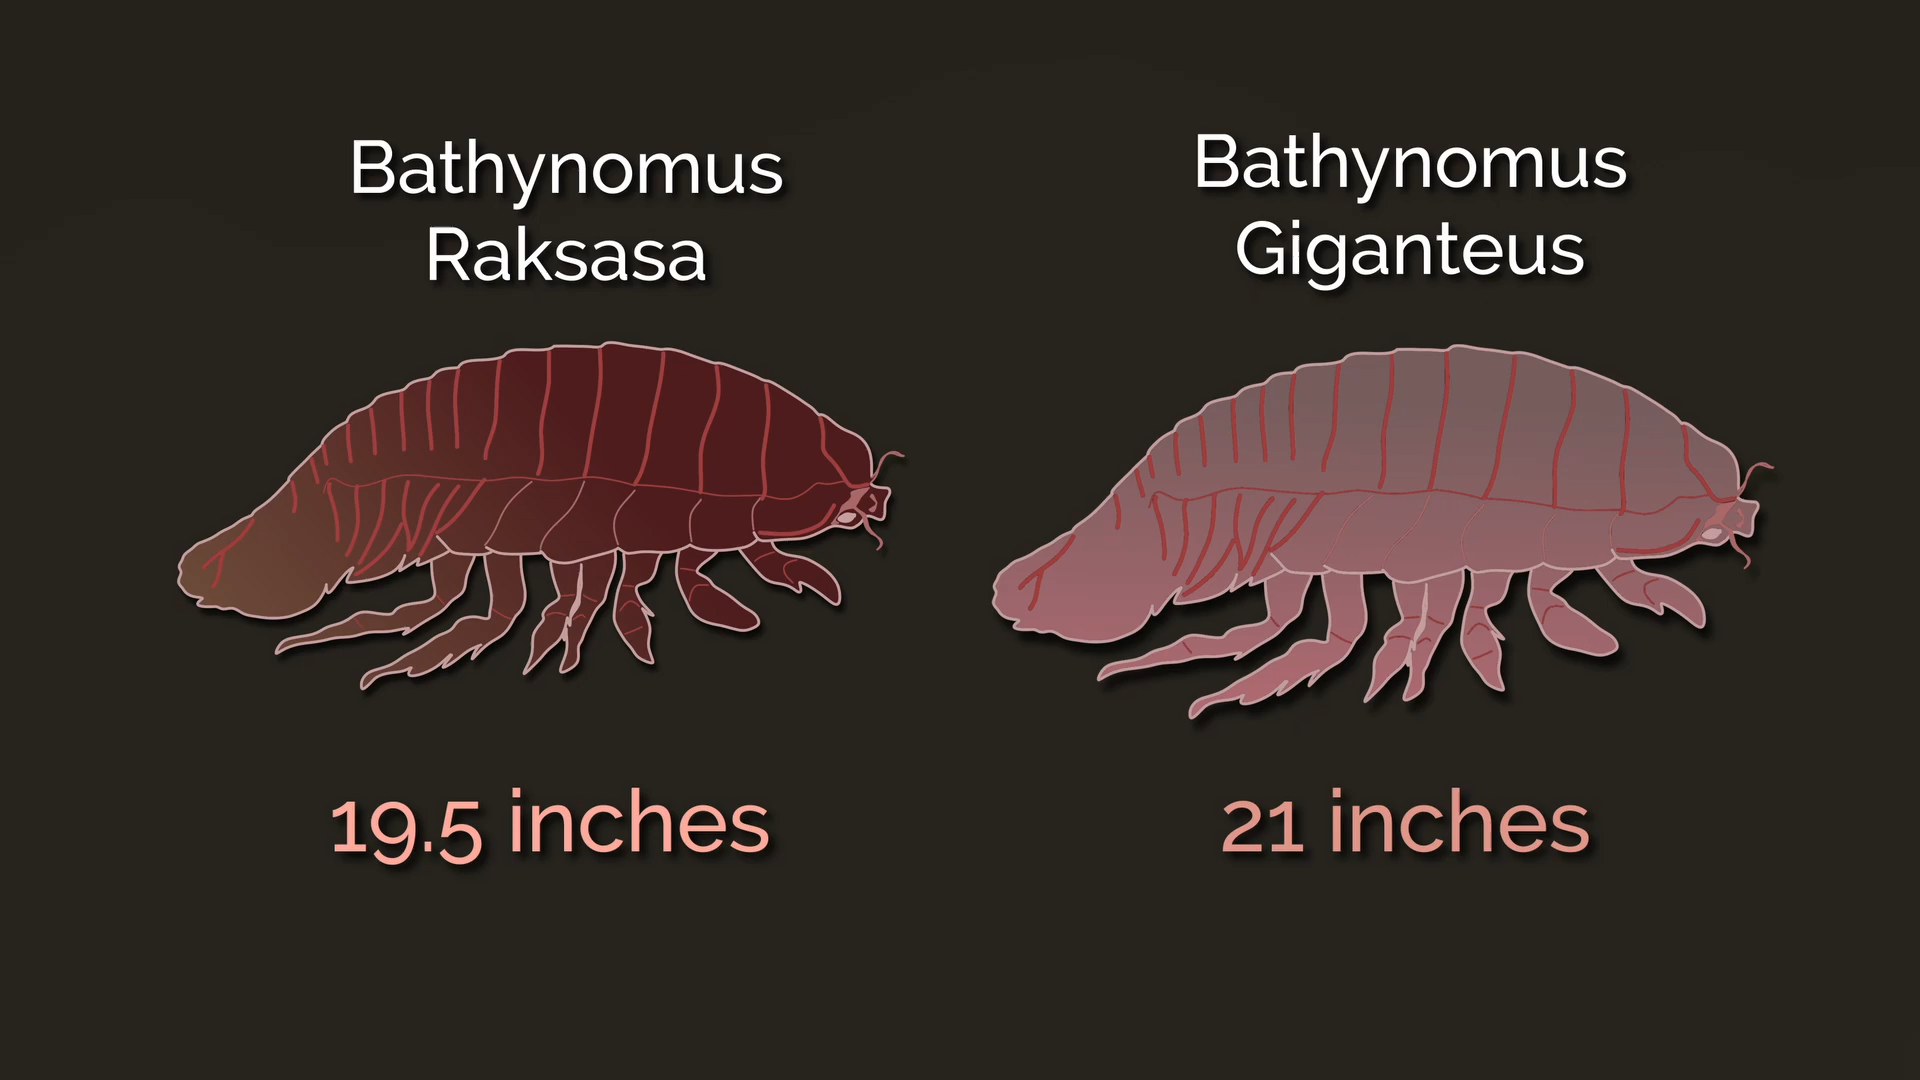 Bathynomus
Raksasa
19.5 inches
Bathynomus
Giganteus
21 inches